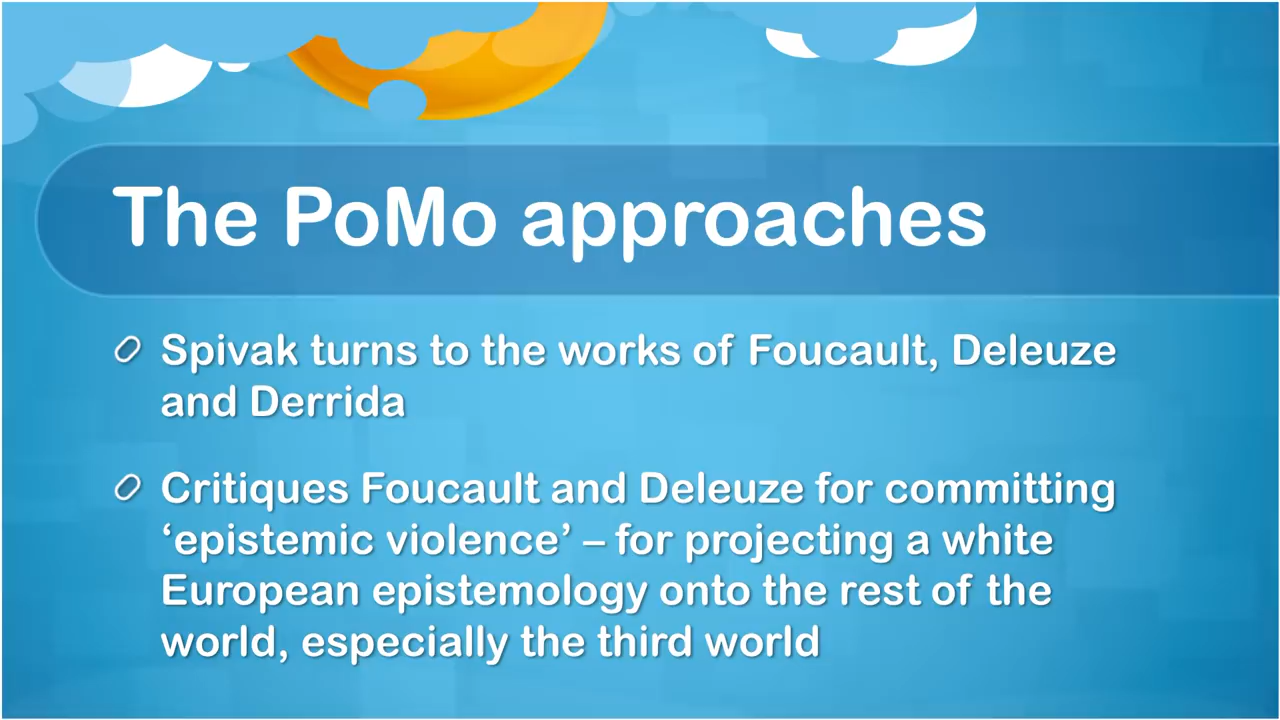 The PoMo approaches
Spivak turns to the works of Foucault, Deleuze
and Derrida
Critiques Foucault and Deleuze for committing
‘epistemic violence’ – for projecting a white
European epistemology onto the rest of the
world, especially the third world